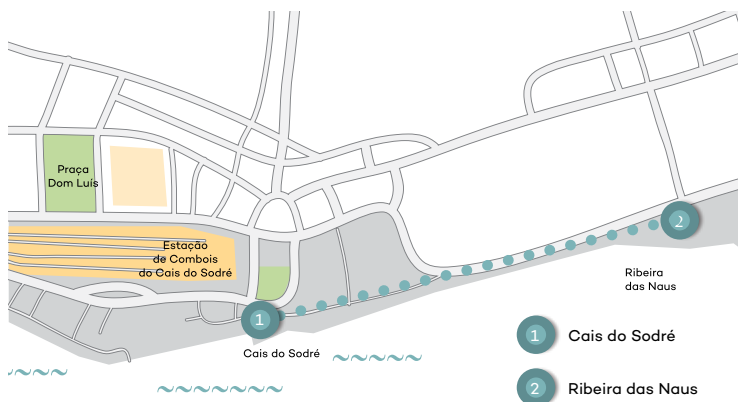 Praça
Dom Luís
Estação
de Combois
do Cais do Sodré
2
Ribeira
das Naus
1
Cais do Sodré
1 Cais do Sodré
2 Ribeira das Naus